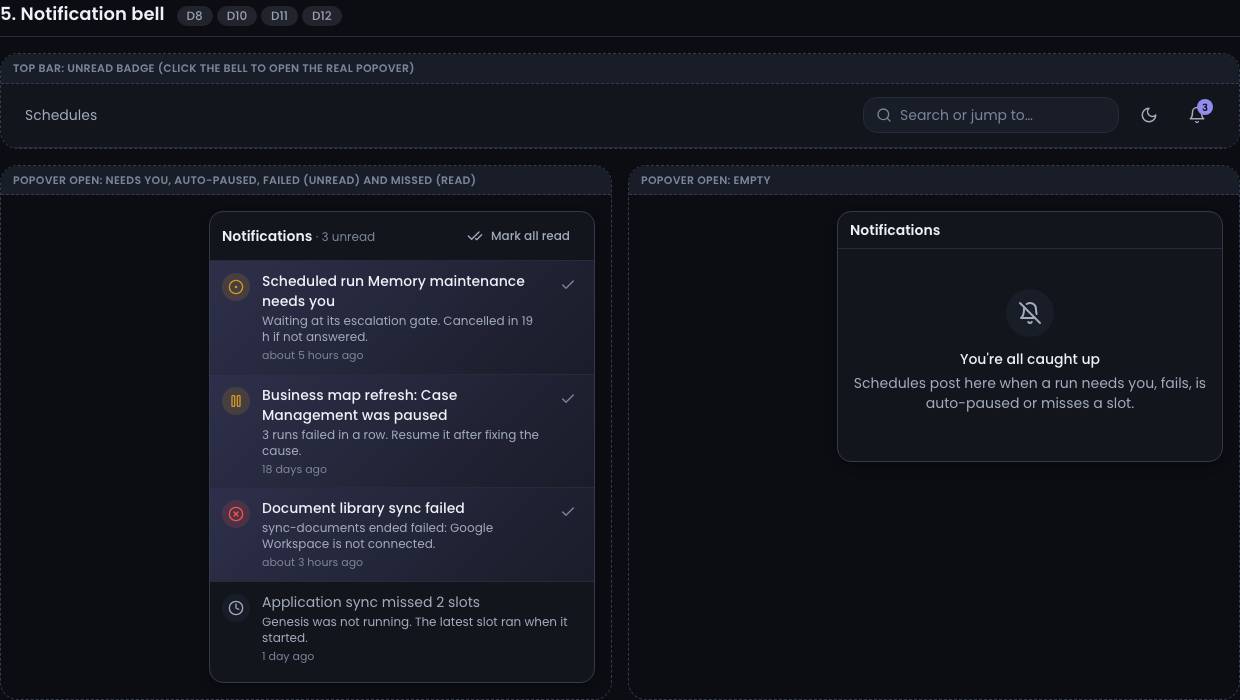 5. Notification bell D8 D10 D11 D12
TOP BAR: UNREAD BADGE (CLICK THE BELL TO OPEN THE REAL POPOVER)
Schedules
Search or jump to...
3
POPOVER OPEN: NEEDS YOU, AUTO-PAUSED, FAILED (UNREAD) AND MISSED (READ)
Notifications · 3 unread
Mark all read
Scheduled run Memory maintenance
needs you
Waiting at its escalation gate. Cancelled in 19
h if not answered.
about 5 hours ago
Business map refresh: Case
Management was paused
3 runs failed in a row. Resume it after fixing the
cause.
18 days ago
Document library sync failed
sync-documents ended failed: Google
Workspace is not connected.
about 3 hours ago
Application sync missed 2 slots
Genesis was not running. The latest slot ran when it
started.
1 day ago
POPOVER OPEN: EMPTY
Notifications
You're all caught up
Schedules post here when a run needs you, fails, is
auto-paused or misses a slot.